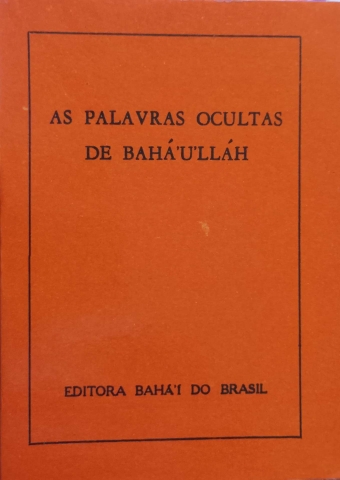 AS PALAVRAS OCULTAS
DE BAHÁ'U'LLÁH
EDITORA BAHÁ'Í DO BRASIL